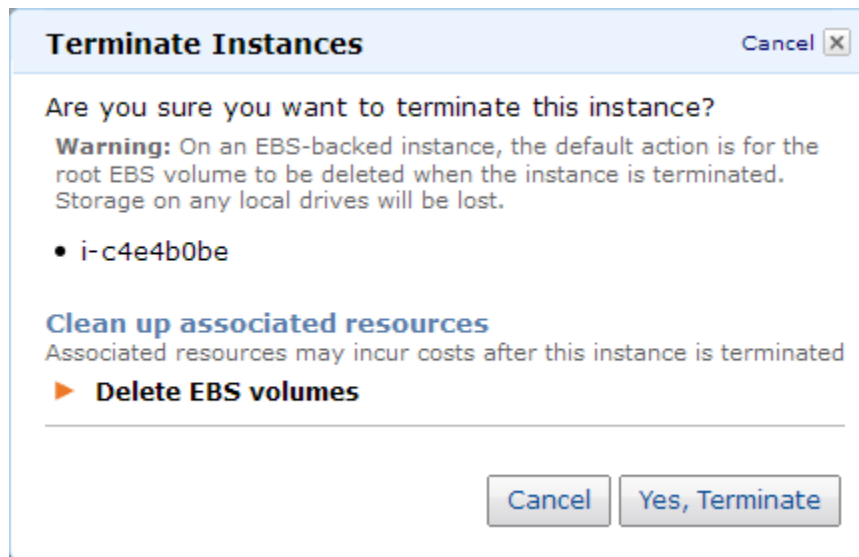 Terminate Instances
Cancel
Are you sure you want to terminate this instance?
Warning: On an EBS-backed instance, the default action is for the
root EBS volume to be deleted when the instance is terminated.
Storage on any local drives will be lost.
• i-c4e4b0be
Clean up associated resources
Associated resources may incur costs after this instance is terminated
Delete EBS volumes
Cancel
Yes, Terminate